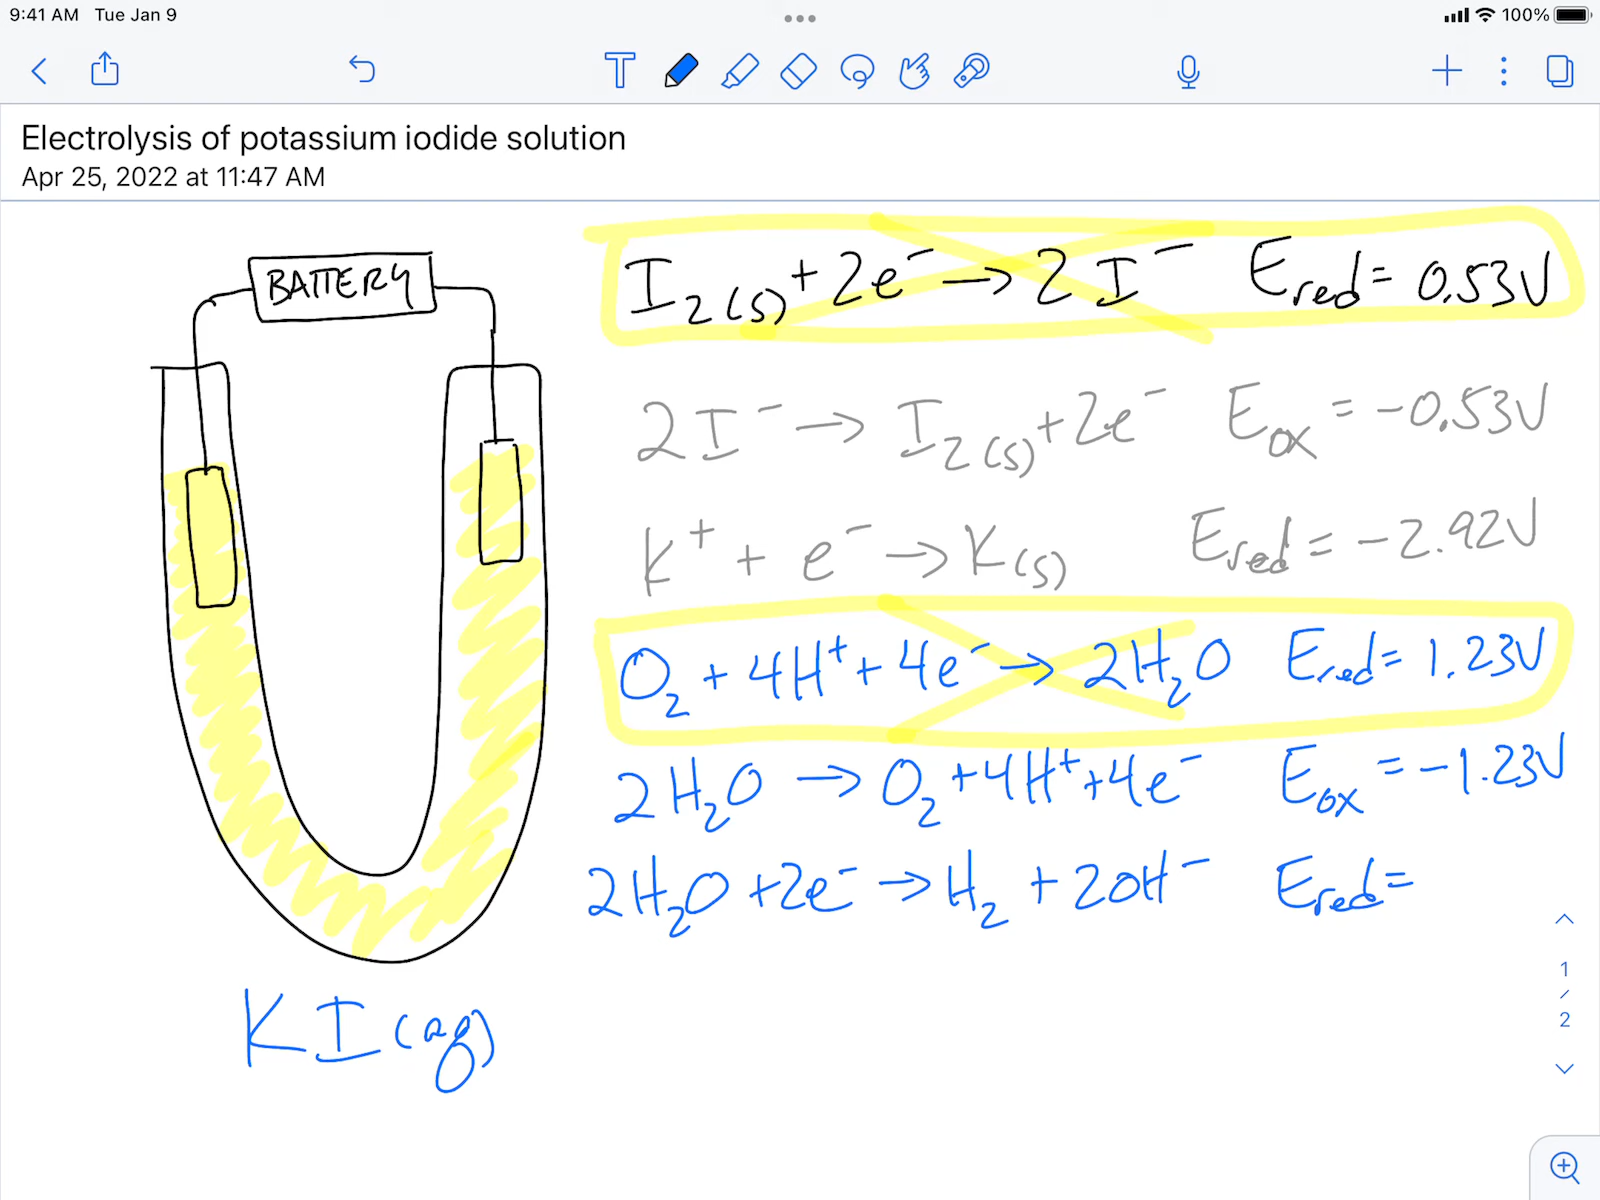 9:41 AM Tue Jan 9
100%
T
Electrolysis of potassium iodide solution
Apr 25, 2022 at 11:47 AM
BATTERY
I₂(s) + 2e⁻ → 2I⁻ Ered = 0.53V
2I⁻ → I₂(s) + 2e⁻ Eox = -0.53V
K⁺ + e⁻ → K(s) Ered = -2.92V
O₂ + 4H⁺ + 4e⁻ → 2H₂O Ered = 1.23V
2H₂O → O₂ + 4H⁺ + 4e⁻ Eox = -1.23V
2H₂O + 2e⁻ → H₂ + 2OH⁻ Ered =
KI(aq)
1
/
2